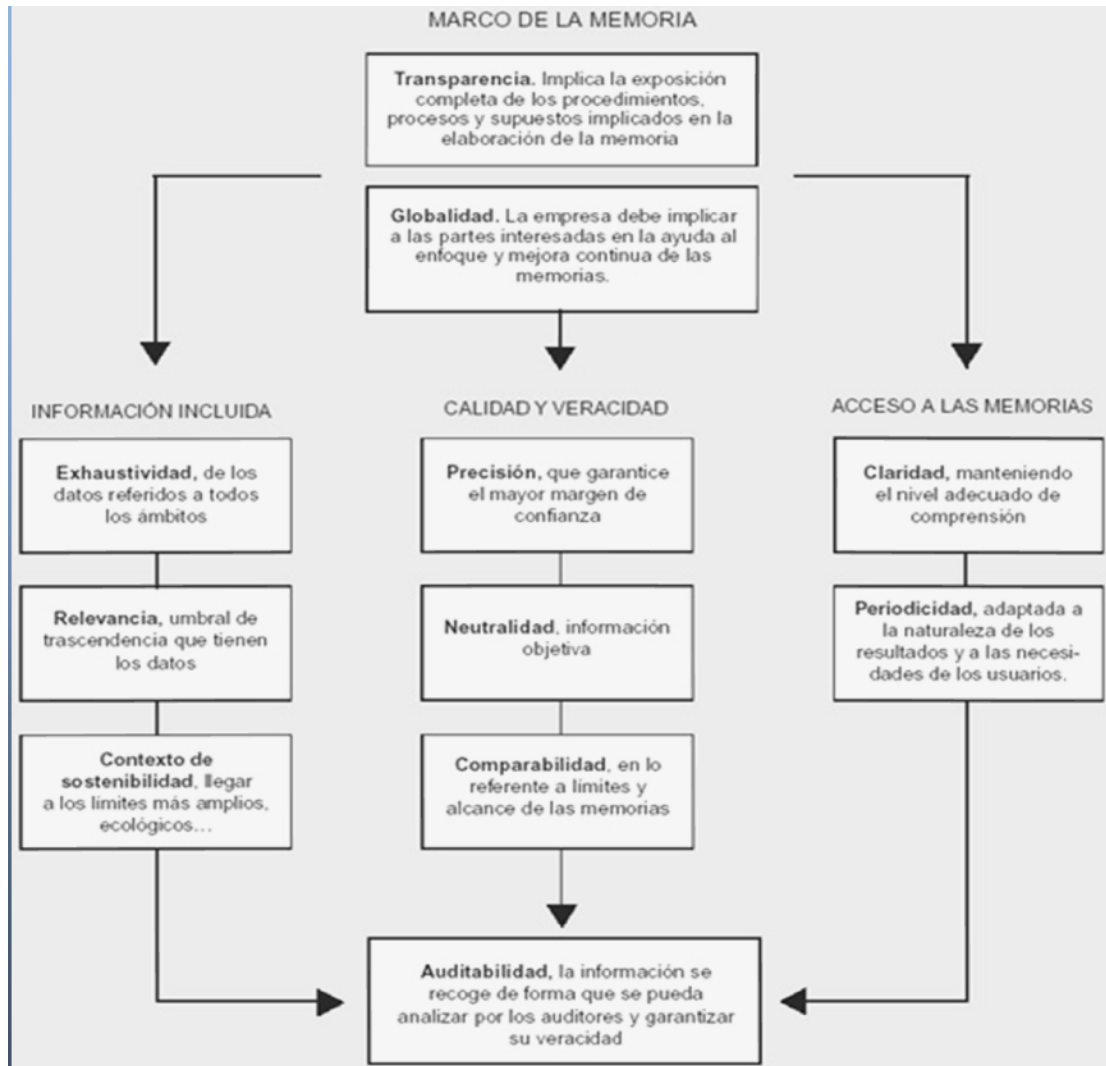 MARCO DE LA MEMORIA
Transparencia. Implica la exposición
completa de los procedimientos,
procesos y supuestos implicados en la
elaboración de la memoria
Globalidad. La empresa debe implicar
a las partes interesadas en la ayuda al
enfoque y mejora continua de las
memorias.
INFORMACIÓN INCLUIDA
Exhaustividad, de los
datos referidos a todos
los ámbitos
Relevancia, umbral de
trascendencia que tienen
los datos
Contexto de
sostenibilidad, llegar
a los límites más amplios,
ecológicos...
CALIDAD Y VERACIDAD
Precisión, que garantice
el mayor margen de
confianza
Neutralidad, información
objetiva
Comparabilidad, en lo
referente a límites y
alcance de las memorias
ACCESO A LAS MEMORIAS
Claridad, manteniendo
el nivel adecuado de
comprensión
Periodicidad, adaptada a
la naturaleza de los
resultados y a las necesi-
dades de los usuarios.
Auditabilidad, la información se
recoge de forma que se pueda
analizar por los auditores y garantizar
su veracidad